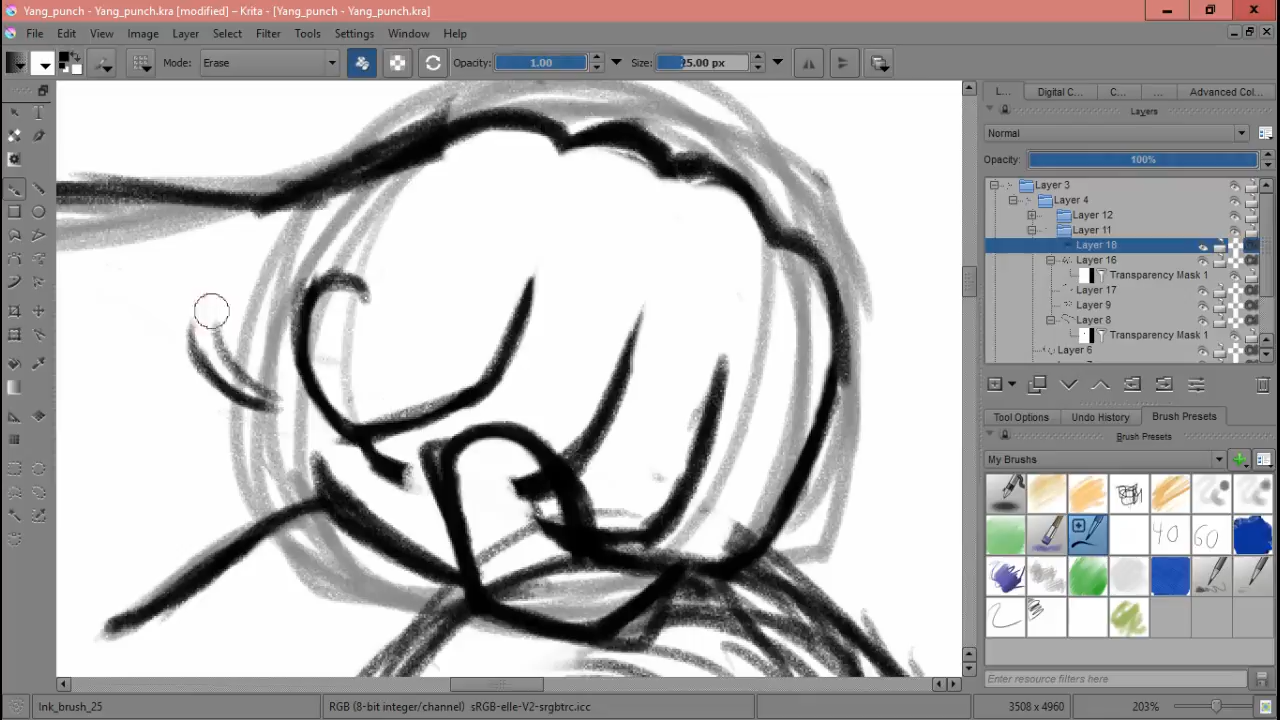 Yang_punch - Yang_punch.kra [modified] – Krita - [Yang_punch - Yang_punch.kra]
File Edit View Image Layer Select Filter Tools Settings Window Help
Mode: Erase Opacity: 1.00 Size: 25.00 px
L... Digital C... C... ... Advanced Col...
Layers
Normal
Opacity: 100%
Layer 3
Layer 4
Layer 12
Layer 11
Layer 18
Layer 16
Transparency Mask 1
Layer 17
Layer 9
Layer 8
Transparency Mask 1
Layer 6
Tool Options Undo History Brush Presets
Brush Presets
My Brushes
40 60
Enter resource filters here
Ink_brush_25 RGB (8-bit integer/channel) sRGB-elle-V2-srgbtrc.icc 3508 x 4960 203%